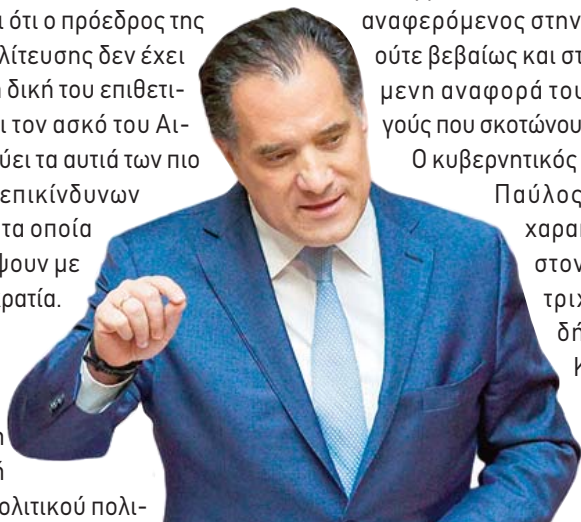 ι ότι ο πρόεδρος της
λίτευσης δεν έχει
δική του επιθετι-
ι τον ασκό του Αι-
ύει τα αυτιά των πιο
επικίνδυνων
τα οποία
ψουν με
ρατία.
η
ή
ολιτικού πολι-
αναφερόμενος στην
ούτε βεβαίως και στ
μενη αναφορά του
γούς που σκοτώνου
Ο κυβερνητικός
Παύλος
χαρακ
στον
τριχ
δή
Κ